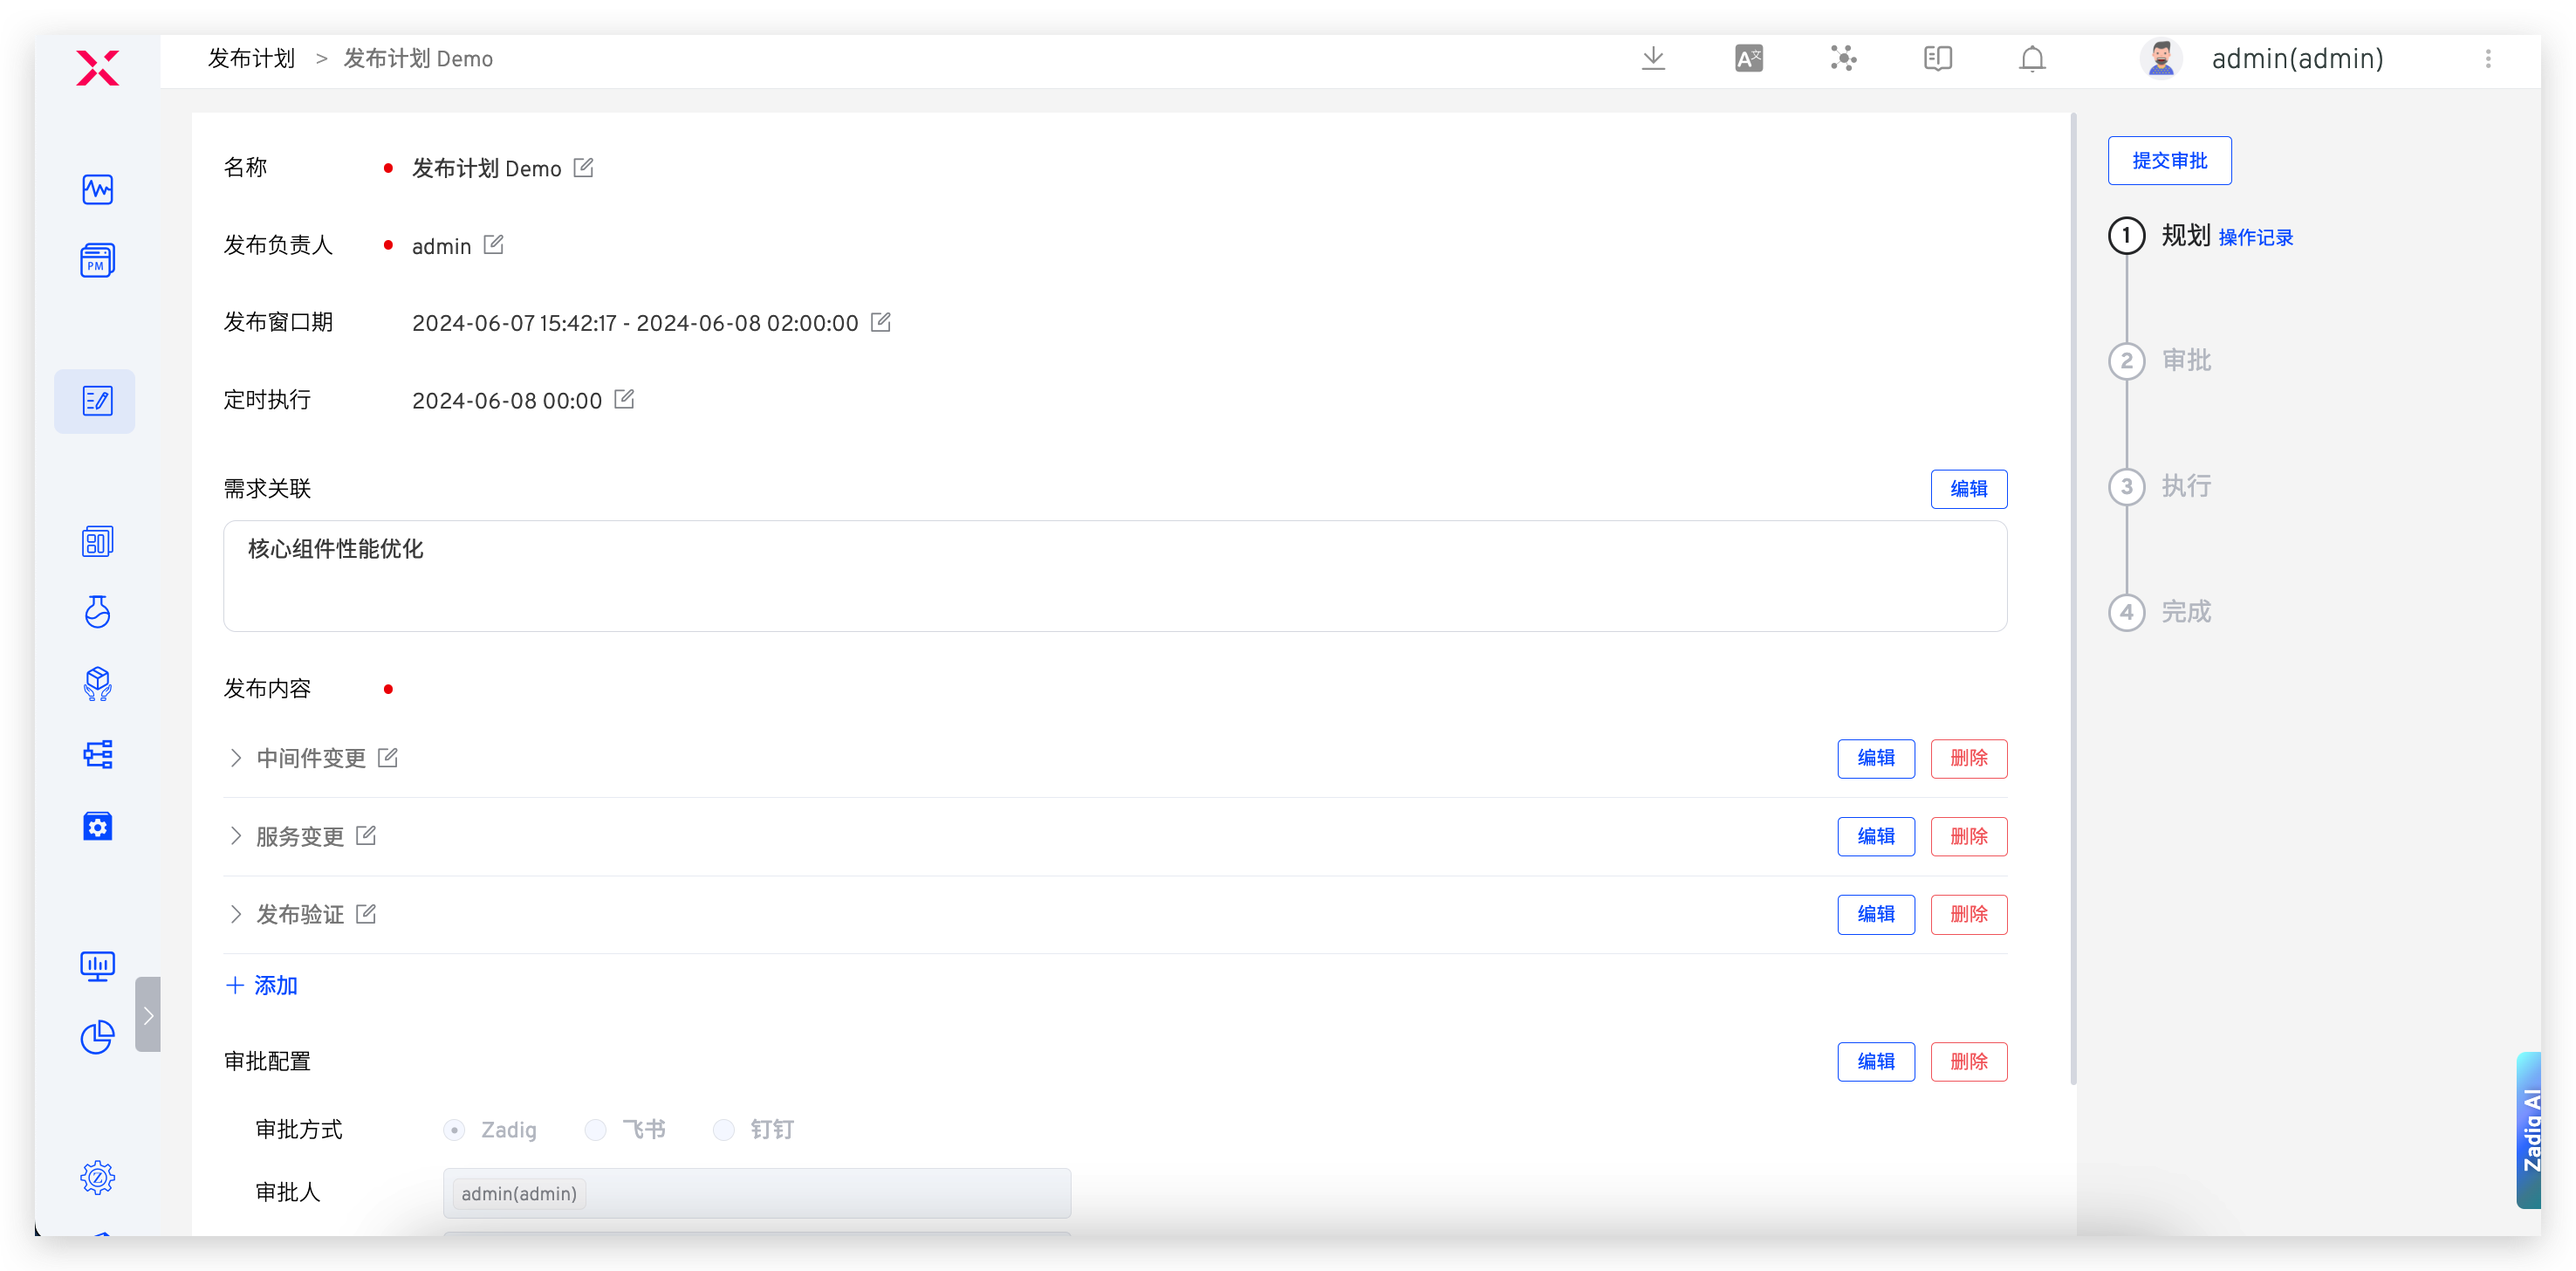 发布计划 > 发布计划 Demo
admin(admin)
名称 发布计划 Demo
发布负责人 admin
发布窗口期 2024-06-07 15:42:17 - 2024-06-08 02:00:00
定时执行 2024-06-08 00:00
需求关联 编辑
核心组件性能优化
发布内容
中间件变更 编辑 删除
服务变更 编辑 删除
发布验证 编辑 删除
+ 添加
审批配置 编辑 删除
审批方式 Zadig 飞书 钉钉
审批人 admin(admin)
提交审批
1 规划 操作记录
2 审批
3 执行
4 完成
Zadig AI
PM
A文